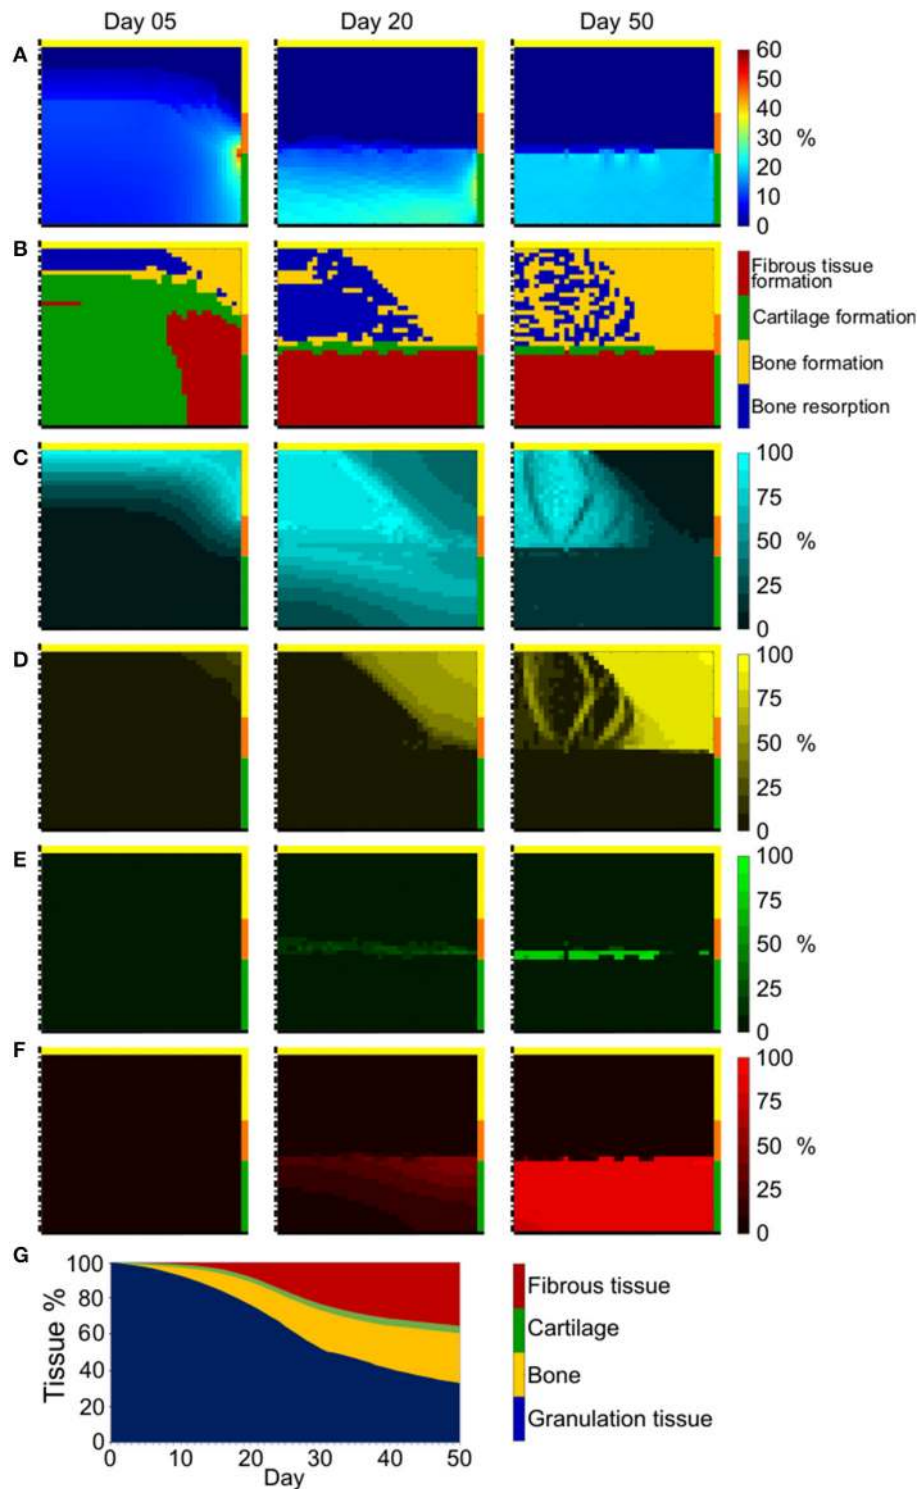 Day 05 Day 20 Day 50
A
60
50
40
30
20
10
0
%
B
Fibrous tissue
formation
Cartilage formation
Bone formation
Bone resorption
C
100
75
50
25
0
%
D
100
75
50
25
0
%
E
100
75
50
25
0
%
F
100
75
50
25
0
%
G
Tissue %
100
80
60
40
20
0
0 10 20 30 40 50
Day
Fibrous tissue
Cartilage
Bone
Granulation tissue